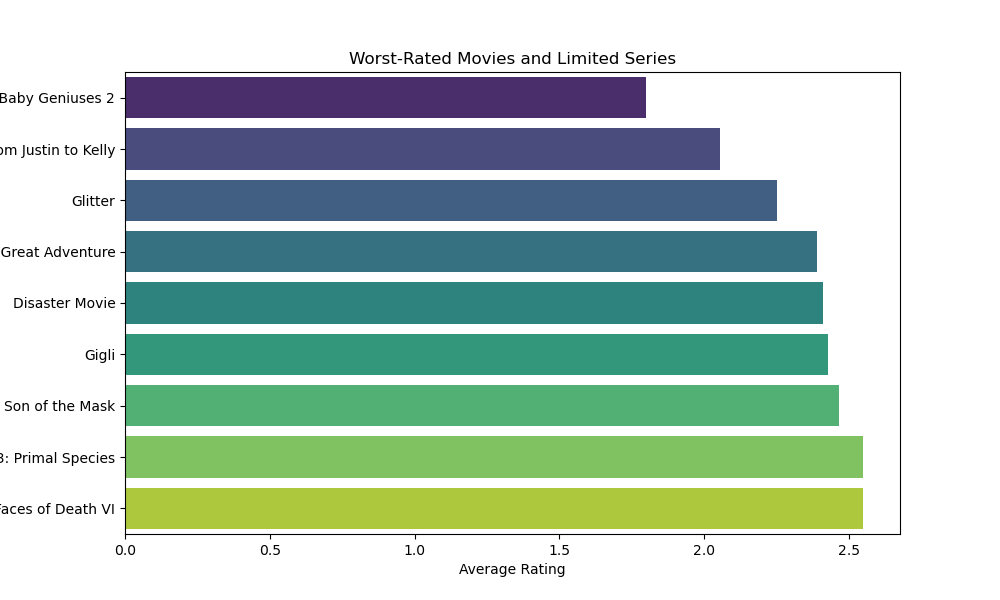 Worst-Rated Movies and Limited Series
Baby Geniuses 2
om Justin to Kelly
Glitter
Great Adventure
Disaster Movie
Gigli
Son of the Mask
3: Primal Species
Faces of Death VI
0.0 0.5 1.0 1.5 2.0 2.5
Average Rating